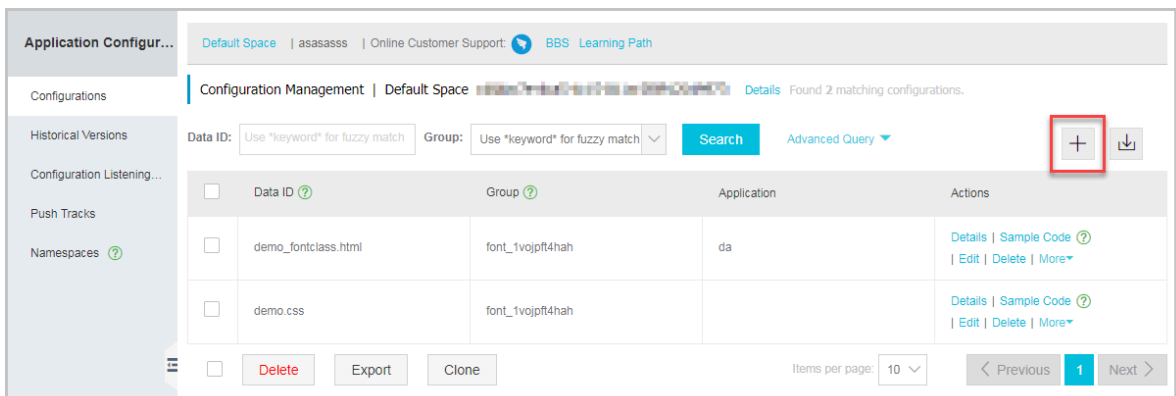 Application Configur...
Default Space | asasasss | Online Customer Support: BBS Learning Path
Configurations
Configuration Management | Default Space Details Found 2 matching configurations.
Historical Versions
Data ID: Use "keyword" for fuzzy match Group: Use "keyword" for fuzzy match Search Advanced Query
Configuration Listening...
Data ID ? Group ? Application Actions
Push Tracks
Namespaces ?
demo_fontclass.html font_1vojpft4hah da Details | Sample Code ?
| Edit | Delete | More
demo.css font_1vojpft4hah Details | Sample Code ?
| Edit | Delete | More
Delete Export Clone Items per page: 10 < Previous 1 Next >